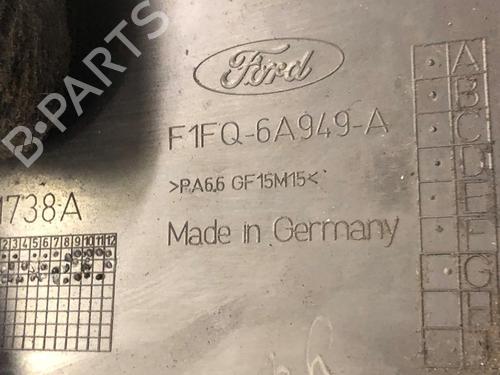 B-PARTS
Ford
F1FQ-6A949-A
>PA6,6 GF15M15<
1738A
Made in Germany
1 2 3 4 5 6 7 8 9 10 11 12
A
B
C
D
E
F
G
H